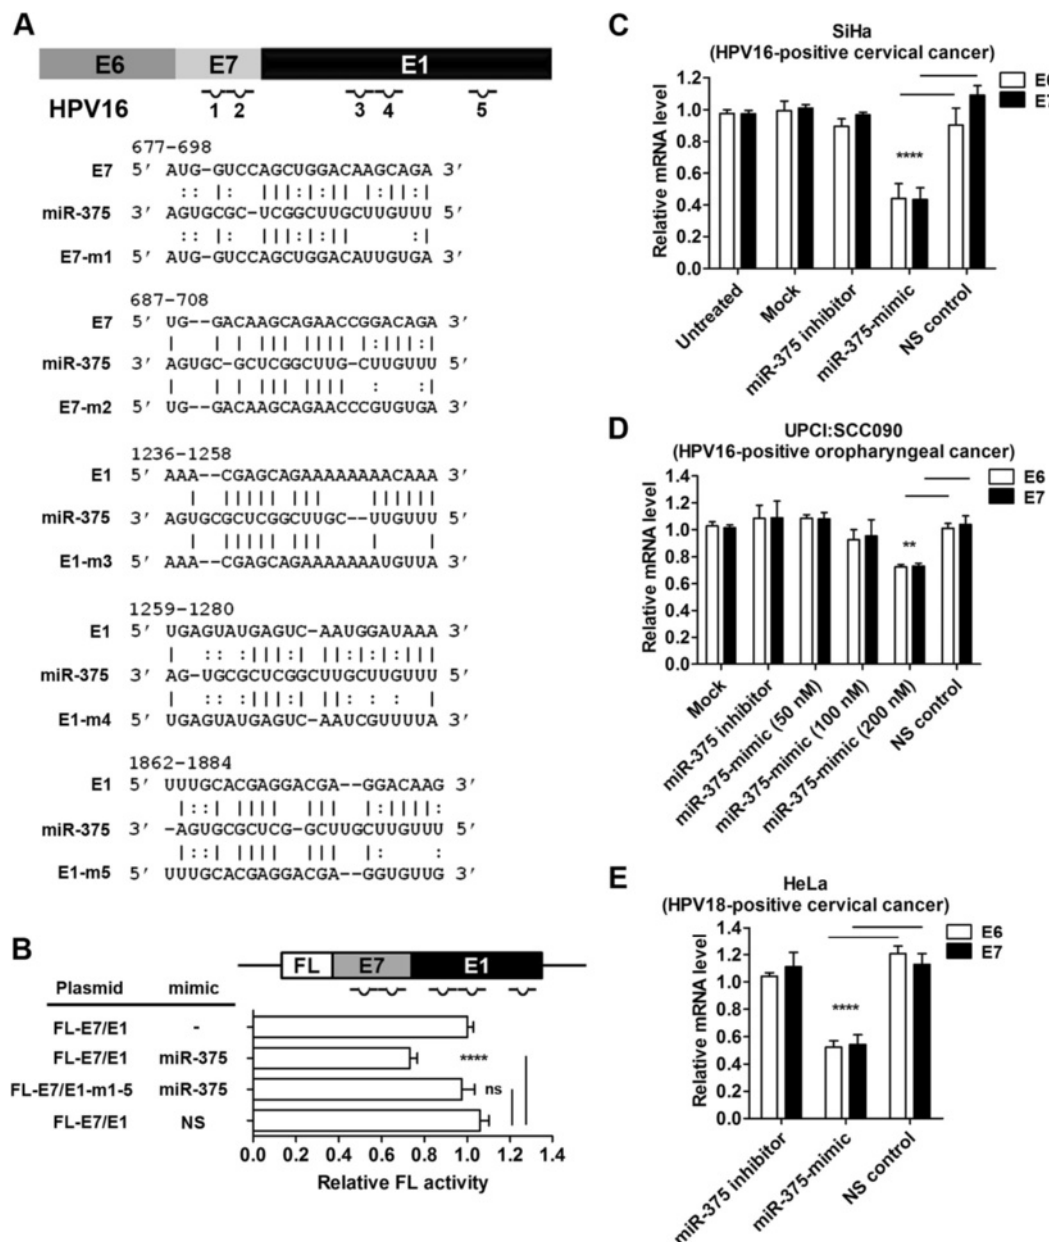 A
E6 E7 E1
HPV16 1 2 3 4 5
677-698
E7 5′ AUG-GUCCAGCUGGACAAGCAGA 3′
miR-375 3′ AGUGCGC-UCGGCUUGCUUGUUU 5′
E7-m1 5′ AUG-GUCCAGCUGGACAUUGUGA 3′
687-708
E7 5′ UG--GACAAGCAGAACCGGACAGA 3′
miR-375 3′ AGUGC-GCUCGGCUUG-CUUGUUU 5′
E7-m2 5′ UG--GACAAGCAGAACCCGUGUGA 3′
1236-1258
E1 5′ AAA--CGAGCAGAAAAAAAACAAA 3′
miR-375 3′ AGUGCGCUCGGCUUGC--UUGUUU 5′
E1-m3 5′ AAA--CGAGCAGAAAAAAAUGUUA 3′
1259-1280
E1 5′ UGAGUAUGAGUC-AAUGGAUAAA 3′
miR-375 3′ AG-UGCGCUCGGCUUGCUUGUUU 5′
E1-m4 5′ UGAGUAUGAGUC-AAUCGUUUUA 3′
1862-1884
E1 5′ UUUGCACGAGGACGA--GGACAAG 3′
miR-375 3′ -AGUGCGCUCG-GCUUGCUUGUUU 5′
E1-m5 5′ UUUGCACGAGGACGA--GGUGUUG 3′
B
FL E7 E1
Plasmid mimic
FL-E7/E1 -
FL-E7/E1 miR-375 ****
FL-E7/E1-m1-5 miR-375 ns
FL-E7/E1 NS
0.0 0.2 0.4 0.6 0.8 1.0 1.2 1.4
Relative FL activity
C
SiHa
(HPV16-positive cervical cancer)
E6
E7
Relative mRNA level
1.2
1.0
0.8
0.6
0.4
0.2
0.0
****
Untreated
Mock
miR-375 inhibitor
miR-375-mimic
NS control
D
UPCI:SCC090
(HPV16-positive oropharyngeal cancer)
E6
E7
Relative mRNA level
1.4
1.2
1.0
0.8
0.6
0.4
0.2
0.0
**
Mock
miR-375 inhibitor
miR-375-mimic (50 nM)
miR-375-mimic (100 nM)
miR-375-mimic (200 nM)
NS control
E
HeLa
(HPV18-positive cervical cancer)
E6
E7
Relative mRNA level
1.4
1.2
1.0
0.8
0.6
0.4
0.2
0.0
****
miR-375 inhibitor
miR-375-mimic
NS control